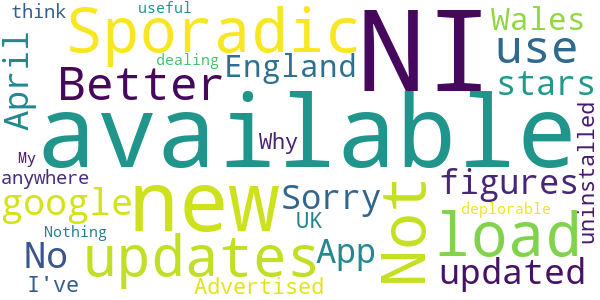 think
useful
Sporadic
NI
Wales
dealing
England
use
April
Better
stars
available
Why
My
anywhere
uninstalled
new
Not
figures
google
Sorry
deplorable
UK
load
Nothing
No
updates
App
updated
I've
Advertised